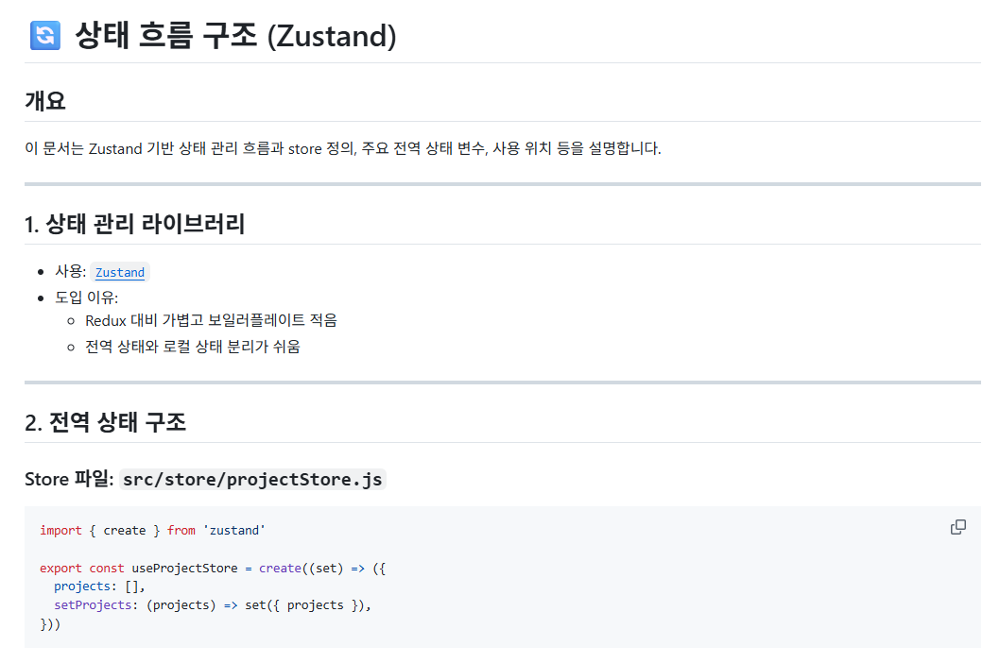 🔄 상태 흐름 구조 (Zustand)
개요
이 문서는 Zustand 기반 상태 관리 흐름과 store 정의, 주요 전역 상태 변수, 사용 위치 등을 설명합니다.
1. 상태 관리 라이브러리
사용: Zustand
도입 이유:
Redux 대비 가볍고 보일러플레이트 적음
전역 상태와 로컬 상태 분리가 쉬움
2. 전역 상태 구조
Store 파일: src/store/projectStore.js
import { create } from 'zustand'
export const useProjectStore = create((set) => ({
  projects: [],
  setProjects: (projects) => set({ projects }),
}))